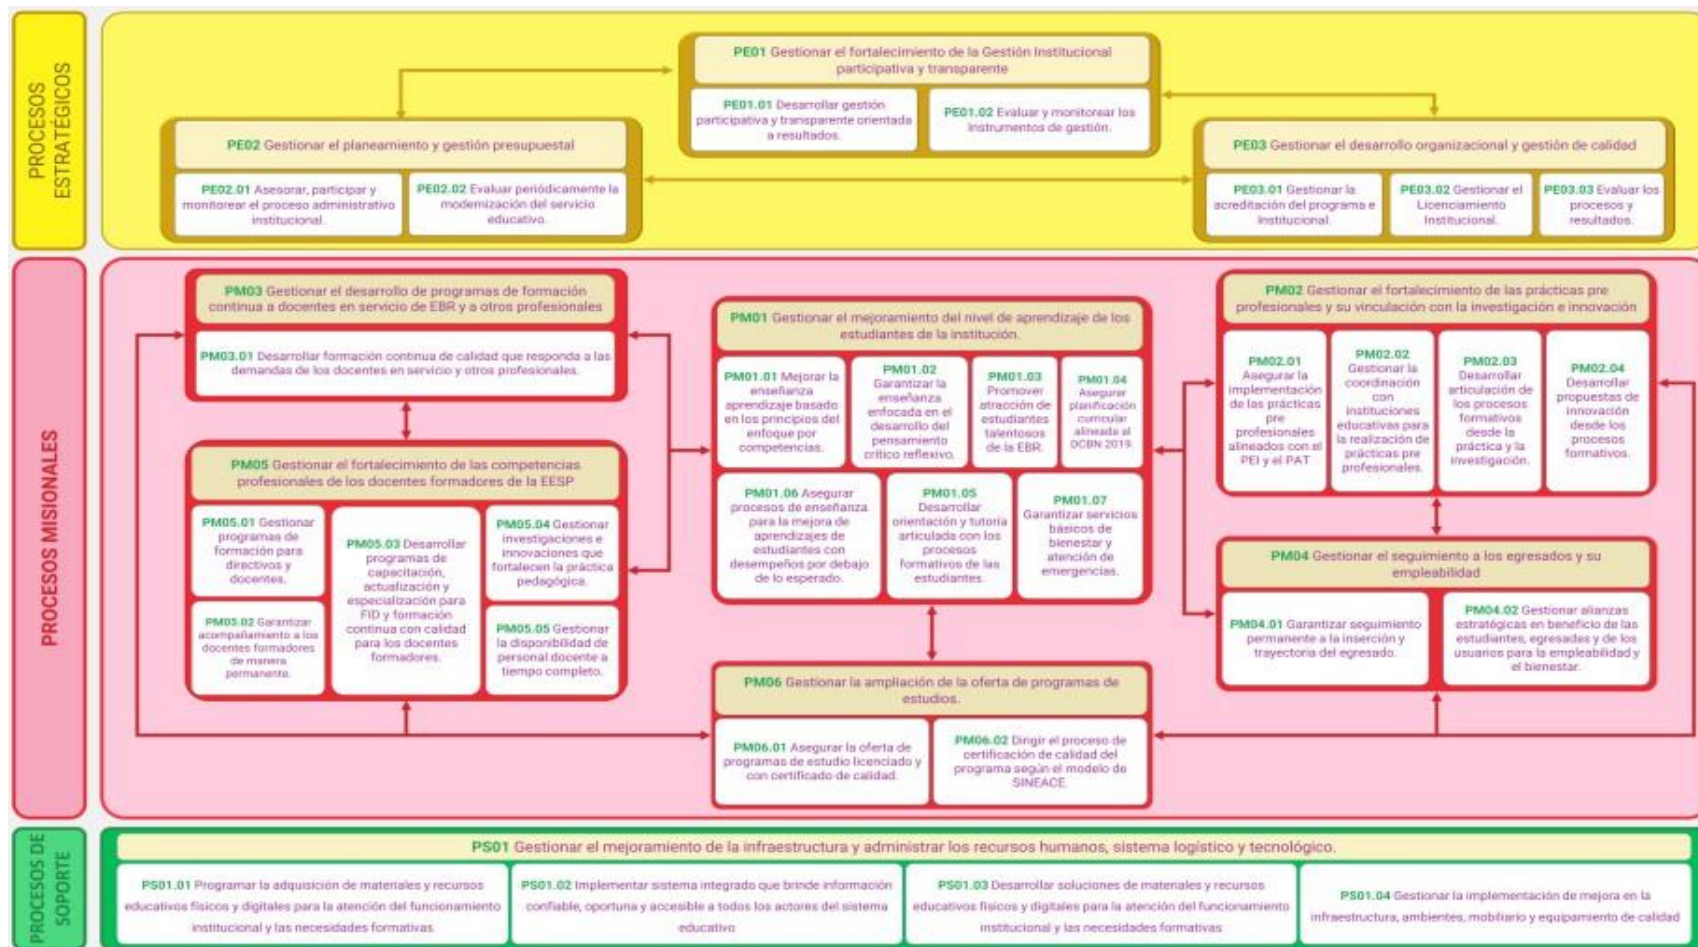 PROCESOS
ESTRATÉGICOS
PE01 Gestionar el fortalecimiento de la Gestión Institucional
participativa y transparente
PE01.01 Desarrollar gestión
participativa y transparente orientada
a resultados.
PE01.02 Evaluar y monitorear los
Instrumentos de gestión.
PE02 Gestionar el planeamiento y gestión presupuestal
PE02.01 Asesorar, participar y
monitorear el proceso administrativo
institucional.
PE02.02 Evaluar periódicamente la
modernización del servicio
educativo.
PE03 Gestionar el desarrollo organizacional y gestión de calidad
PE03.01 Gestionar la
acreditación del programa e
Institucional.
PE03.02 Gestionar el
Licenciamiento
Institucional.
PE03.03 Evaluar los
procesos y
resultados.
PROCESOS MISIONALES
PM03 Gestionar el desarrollo de programas de formación
continua a docentes en servicio de EBR y a otros profesionales
PM03.01 Desarrollar formación continua de calidad que responda a las
demandas de los docentes en servicio y otros profesionales.
PM05 Gestionar el fortalecimiento de las competencias
profesionales de los docentes formadores de la EESP
PM05.01 Gestionar
programas de
formación para
directivos y
docentes.
PM05.02 Garantizar
acompañamiento a los
docentes formadores
de manera
permanente.
PM05.03 Desarrollar
programas de
capacitación,
actualización y
especialización para
FID y formación
continua con calidad
para los docentes
formadores.
PM05.04 Gestionar
investigaciones e
innovaciones que
fortalecen la práctica
pedagógica.
PM05.05 Gestionar
la disponibilidad de
personal docente a
tiempo completo.
PM01 Gestionar el mejoramiento del nivel de aprendizaje de los
estudiantes de la institución.
PM01.01 Mejorar la
enseñanza
aprendizaje basado
en los principios del
enfoque por
competencias.
PM01.02
Garantizar la
enseñanza
enfocada en el
desarrollo del
pensamiento
crítico reflexivo.
PM01.03
Promover
atracción de
estudiantes
talentosos
de la EBR.
PM01.04
Asegurar
planificación
curricular
alineada al
DCBN 2019.
PM01.06 Asegurar
procesos de enseñanza
para la mejora de
aprendizajes de
estudiantes con
desempeños por debajo
de lo esperado.
PM01.05
Desarrollar
orientación y tutoría
articulada con los
procesos
formativos de las
estudiantes.
PM01.07
Garantizar servicios
básicos de
bienestar y
atención de
emergencias.
PM06 Gestionar la ampliación de la oferta de programas de
estudios.
PM06.01 Asegurar la oferta de
programas de estudio licenciado y
con certificado de calidad.
PM06.02 Dirigir el proceso de
certificación de calidad del
programa según el modelo de
SINEACE.
PM02 Gestionar el fortalecimiento de las prácticas pre
profesionales y su vinculación con la investigación e innovación
PM02.01
Asegurar la
implementación
de las prácticas
pre
profesionales
alineados con el
PEI y el PAT
PM02.02
Gestionar la
coordinación
con
instituciones
educativas para
la realización de
prácticas pre
profesionales.
PM02.03
Desarrollar
articulación de
los procesos
formativos
desde la
práctica y la
investigación.
PM02.04
Desarrollar
propuestas de
innovación
desde los
procesos
formativos.
PM04 Gestionar el seguimiento a los egresados y su
empleabilidad
PM04.01 Garantizar seguimiento
permanente a la inserción y
trayectoria del egresado.
PM04.02 Gestionar alianzas
estratégicas en beneficio de las
estudiantes, egresadas y de los
usuarios para la empleabilidad y
el bienestar.
PROCESOS DE
SOPORTE
PS01 Gestionar el mejoramiento de la infraestructura y administrar los recursos humanos, sistema logístico y tecnológico.
PS01.01 Programar la adquisición de materiales y recursos
educativos físicos y digitales para la atención del funcionamiento
institucional y las necesidades formativas
PS01.02 Implementar sistema integrado que brinde información
confiable, oportuna y accesible a todos los actores del sistema
educativo
PS01.03 Desarrollar soluciones de materiales y recursos
educativos físicos y digitales para la atención del funcionamiento
institucional y las necesidades formativas
PS01.04 Gestionar la implementación de mejora en la
infraestructura, ambientes, mobiliario y equipamiento de calidad